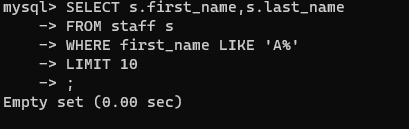 mysql> SELECT s.first_name,s.last_name
    -> FROM staff s
    -> WHERE first_name LIKE 'A%'
    -> LIMIT 10
    -> ;
Empty set (0.00 sec)